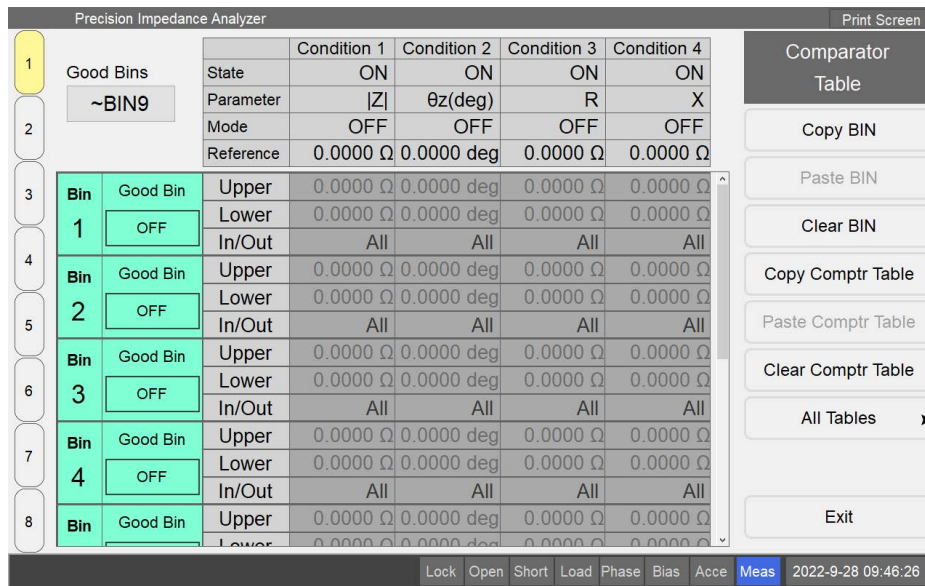 Precision Impedance Analyzer Print Screen
1
2
3
4
5
6
7
8
Good Bins
~BIN9
Condition 1 Condition 2 Condition 3 Condition 4
State ON ON ON ON
Parameter |Z| θz(deg) R X
Mode OFF OFF OFF OFF
Reference 0.0000 Ω 0.0000 deg 0.0000 Ω 0.0000 Ω
Bin 1 Good Bin OFF
Upper 0.0000 Ω 0.0000 deg 0.0000 Ω 0.0000 Ω
Lower 0.0000 Ω 0.0000 deg 0.0000 Ω 0.0000 Ω
In/Out All All All All
Bin 2 Good Bin OFF
Upper 0.0000 Ω 0.0000 deg 0.0000 Ω 0.0000 Ω
Lower 0.0000 Ω 0.0000 deg 0.0000 Ω 0.0000 Ω
In/Out All All All All
Bin 3 Good Bin OFF
Upper 0.0000 Ω 0.0000 deg 0.0000 Ω 0.0000 Ω
Lower 0.0000 Ω 0.0000 deg 0.0000 Ω 0.0000 Ω
In/Out All All All All
Bin 4 Good Bin OFF
Upper 0.0000 Ω 0.0000 deg 0.0000 Ω 0.0000 Ω
Lower 0.0000 Ω 0.0000 deg 0.0000 Ω 0.0000 Ω
In/Out All All All All
Bin Good Bin
Upper 0.0000 Ω 0.0000 deg 0.0000 Ω 0.0000 Ω
Lower 0.0000 Ω 0.0000 deg 0.0000 Ω 0.0000 Ω
Comparator
Table
Copy BIN
Paste BIN
Clear BIN
Copy Comptr Table
Paste Comptr Table
Clear Comptr Table
All Tables
Exit
Lock Open Short Load Phase Bias Acce Meas 2022-9-28 09:46:26